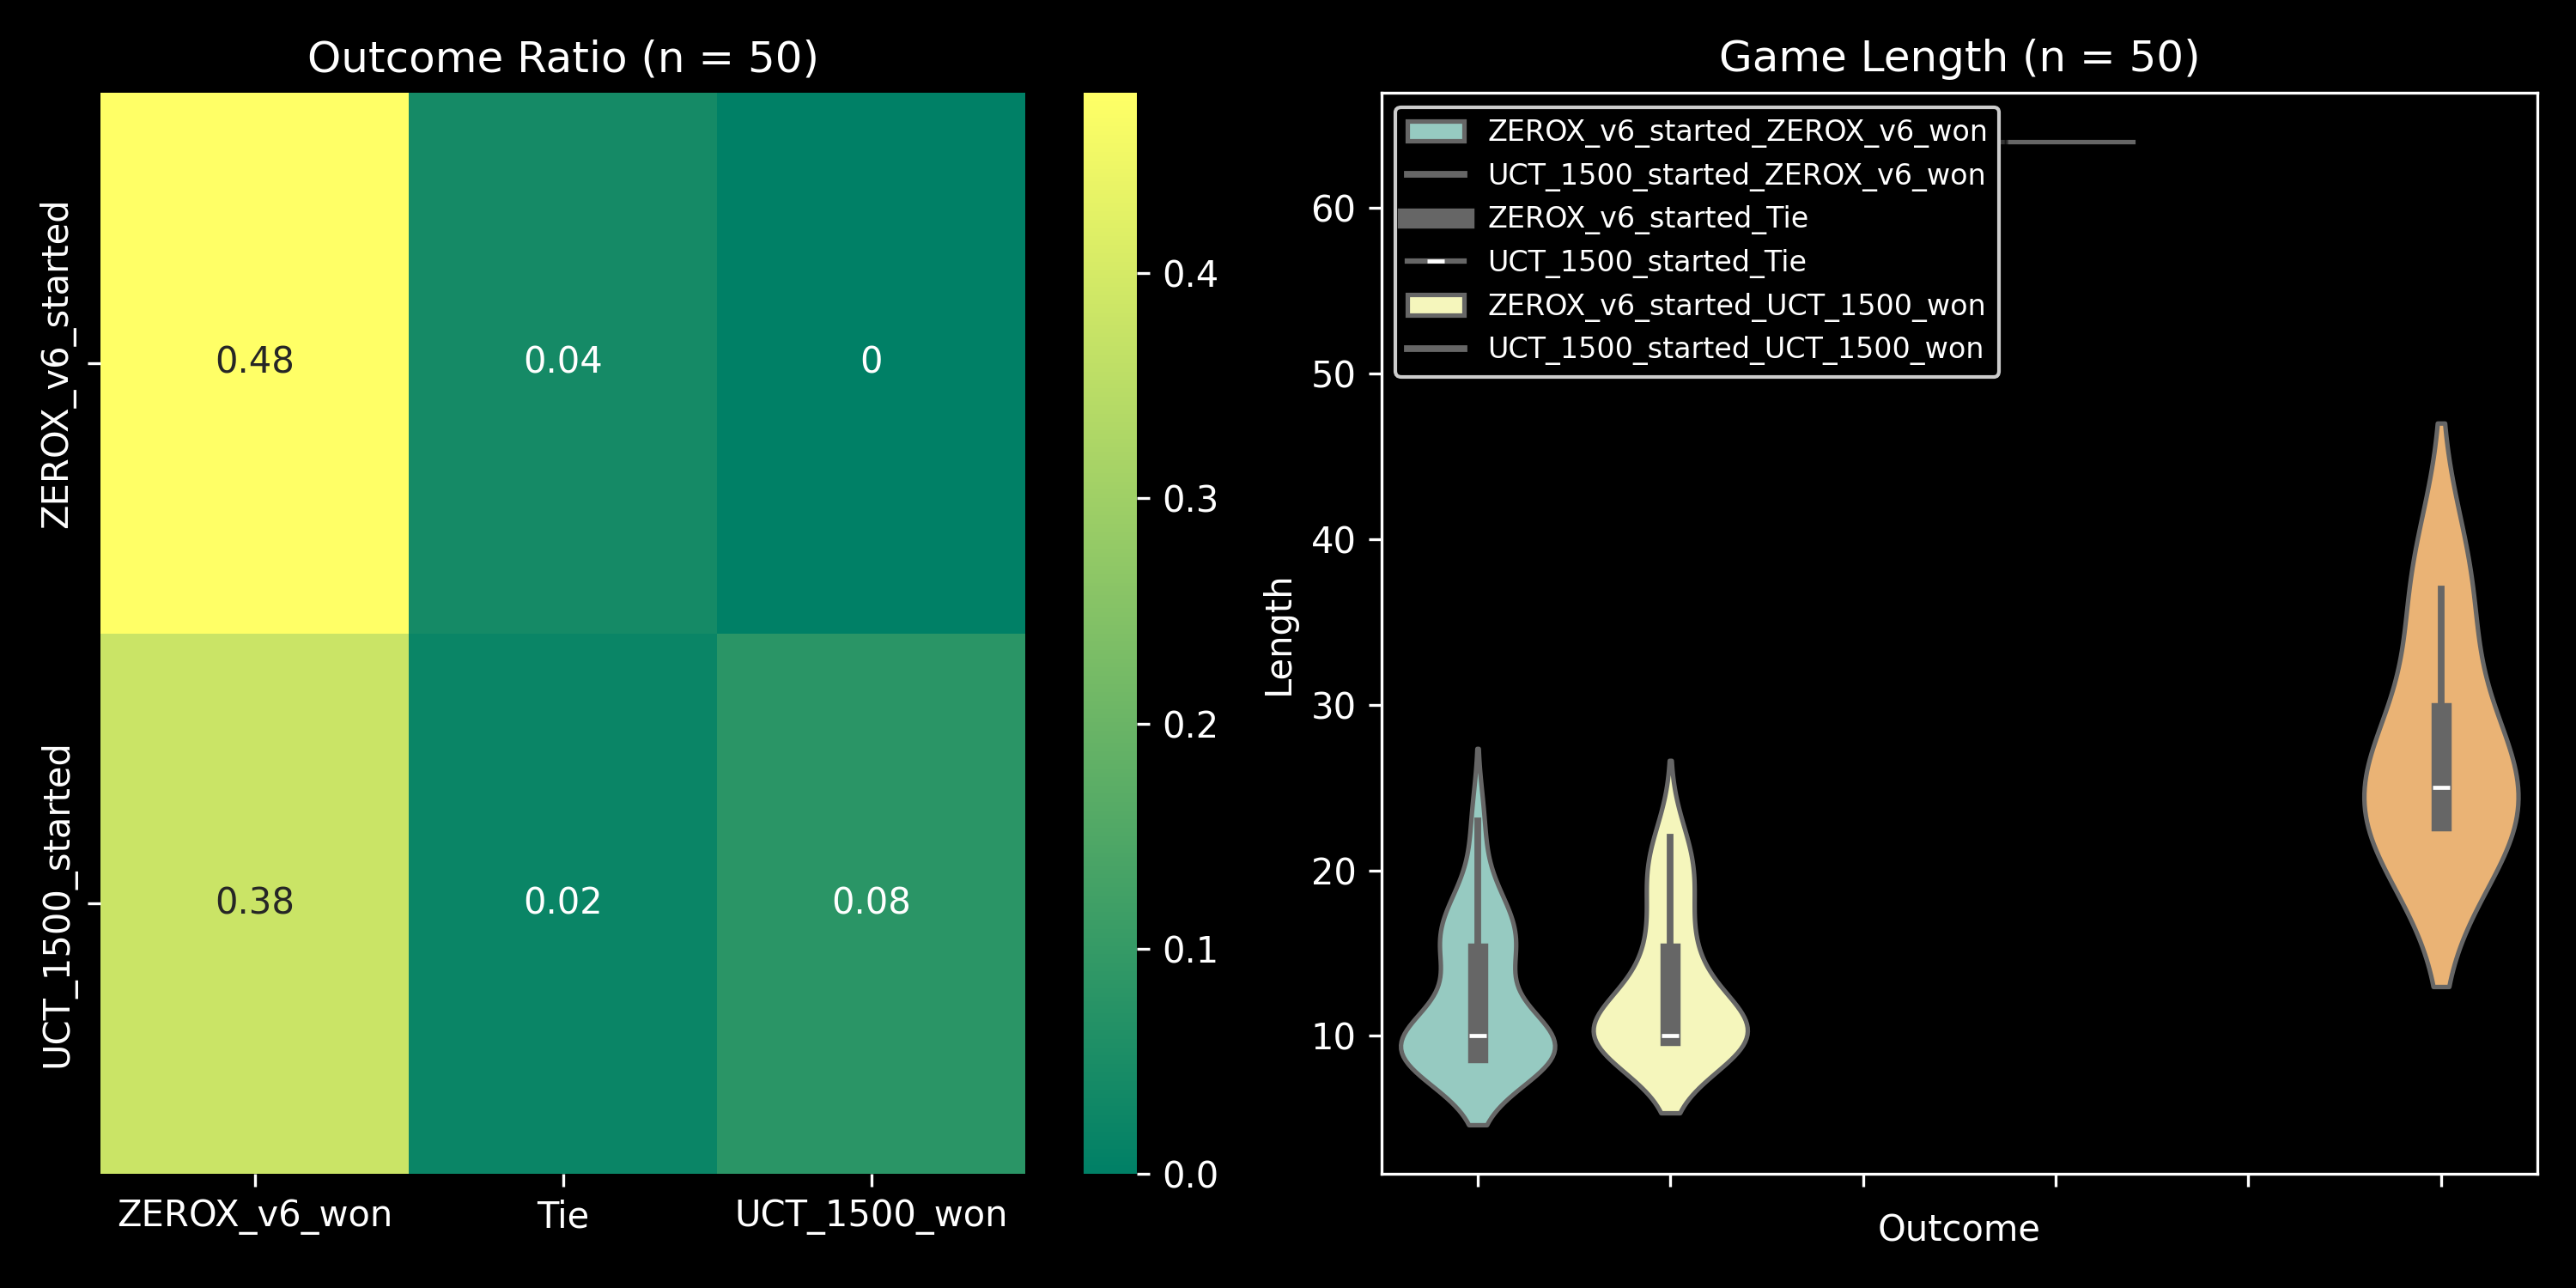 Outcome Ratio (n = 50)
ZEROX_v6_started
UCT_1500_started
0.48
0.04
0
0.38
0.02
0.08
ZEROX_v6_won
Tie
UCT_1500_won
0.4
0.3
0.2
0.1
0.0
Game Length (n = 50)
ZEROX_v6_started_ZEROX_v6_won
UCT_1500_started_ZEROX_v6_won
ZEROX_v6_started_Tie
UCT_1500_started_Tie
ZEROX_v6_started_UCT_1500_won
UCT_1500_started_UCT_1500_won
Length
60
50
40
30
20
10
Outcome